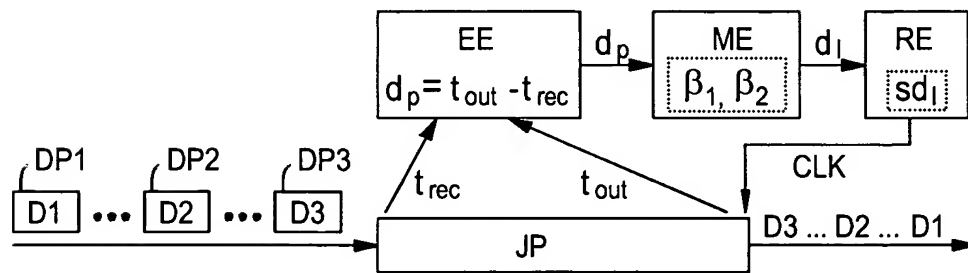 EE
d_p = t_out - t_rec
d_p
ME
β_1, β_2
d_l
RE
sd_l
DP1
DP2
DP3
D1 ••• D2 ••• D3
t_rec
t_out
CLK
JP
D3 ... D2 ... D1